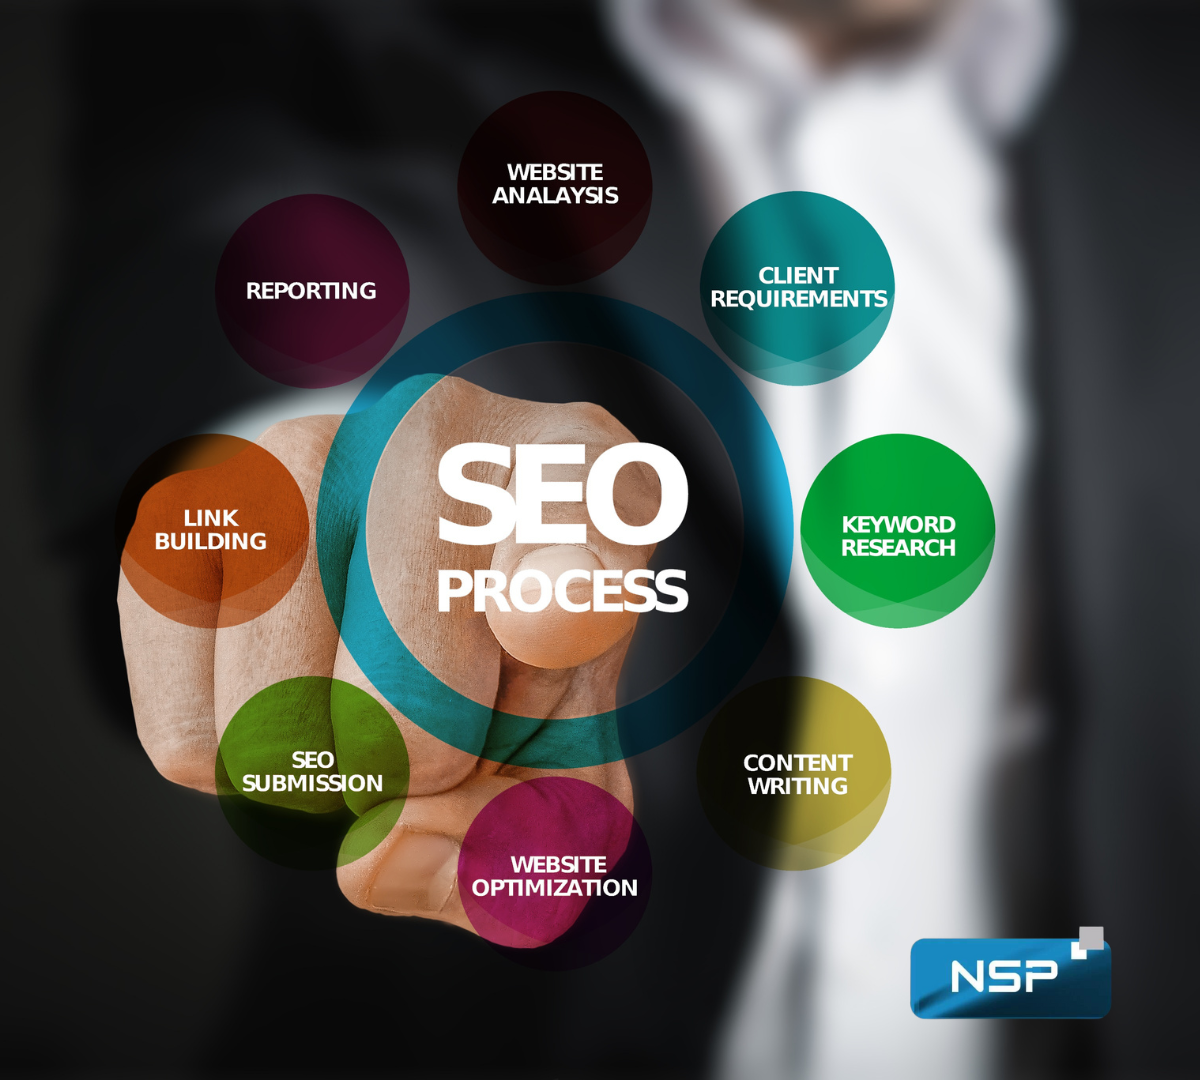 WEBSITE
ANALAYSIS
CLIENT
REQUIREMENTS
KEYWORD
RESEARCH
CONTENT
WRITING
WEBSITE
OPTIMIZATION
SEO
SUBMISSION
LINK
BUILDING
REPORTING
SEO
PROCESS
NSP